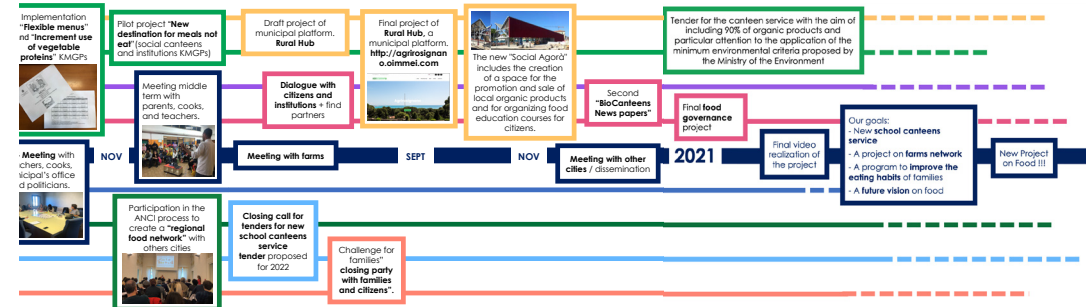 Implementation
"Flexible menus"
and "Increment use
of vegetable
proteins" KMGPs
Pilot project "New
destination for meals not
eat"(social canteens
and institutions KMGPs)
Draft project of
municipal platform.
Rural Hub
Final project of
Rural Hub, a
municipal platform.
http://agrirosignan
o.oimmei.com
The new "Social Agorà"
includes the creation
of a space for the
promotion and sale of
local organic products
and for organizing food
education courses for
citizens.
Tender for the canteen service with the aim of
including 90% of organic products and
particular attention to the application of the
minimum environmental criteria proposed by
the Ministry of the Environment
Meeting middle
term with
parents, cooks,
and teachers.
Dialogue with
citizens and
institutions + find
partners
Second
"BioCanteens
News papers"
Final food
governance
project
Our goals:
- New school canteens
service
- A project on farms network
- A program to improve the
eating habits of families
- A future vision on food
Meeting with
chers, cooks,
icipal's office
d politicians.
NOV
Meeting with farms
SEPT
NOV
Meeting with other
cities / dissemination
2021
Final video
realization of
the project
New Project
on Food !!!
Participation in the
ANCI process to
create a "regional
food network" with
others cities
Closing call for
tenders for new
school canteens
service
tender proposed
for 2022
Challenge for
families"
closing party
with families
and citizens".